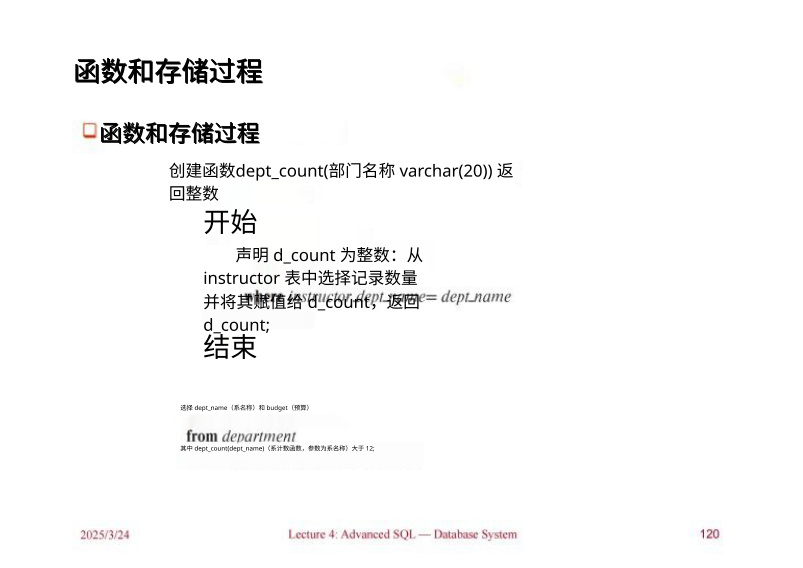 函数和存储过程
函数和存储过程
创建函数dept_count(部门名称 varchar(20)) 返
回整数
开始
声明 d_count 为整数：从
instructor 表中选择记录数量
where instructor.dept_name= dept_name
并将其赋值给 d_count，返回
d_count;
结束
选择 dept_name（系名称）和 budget（预算）
from department
其中 dept_count(dept_name)（系计数函数，参数为系名称）大于 12;
2025/3/24
Lecture 4: Advanced SQL — Database System
120